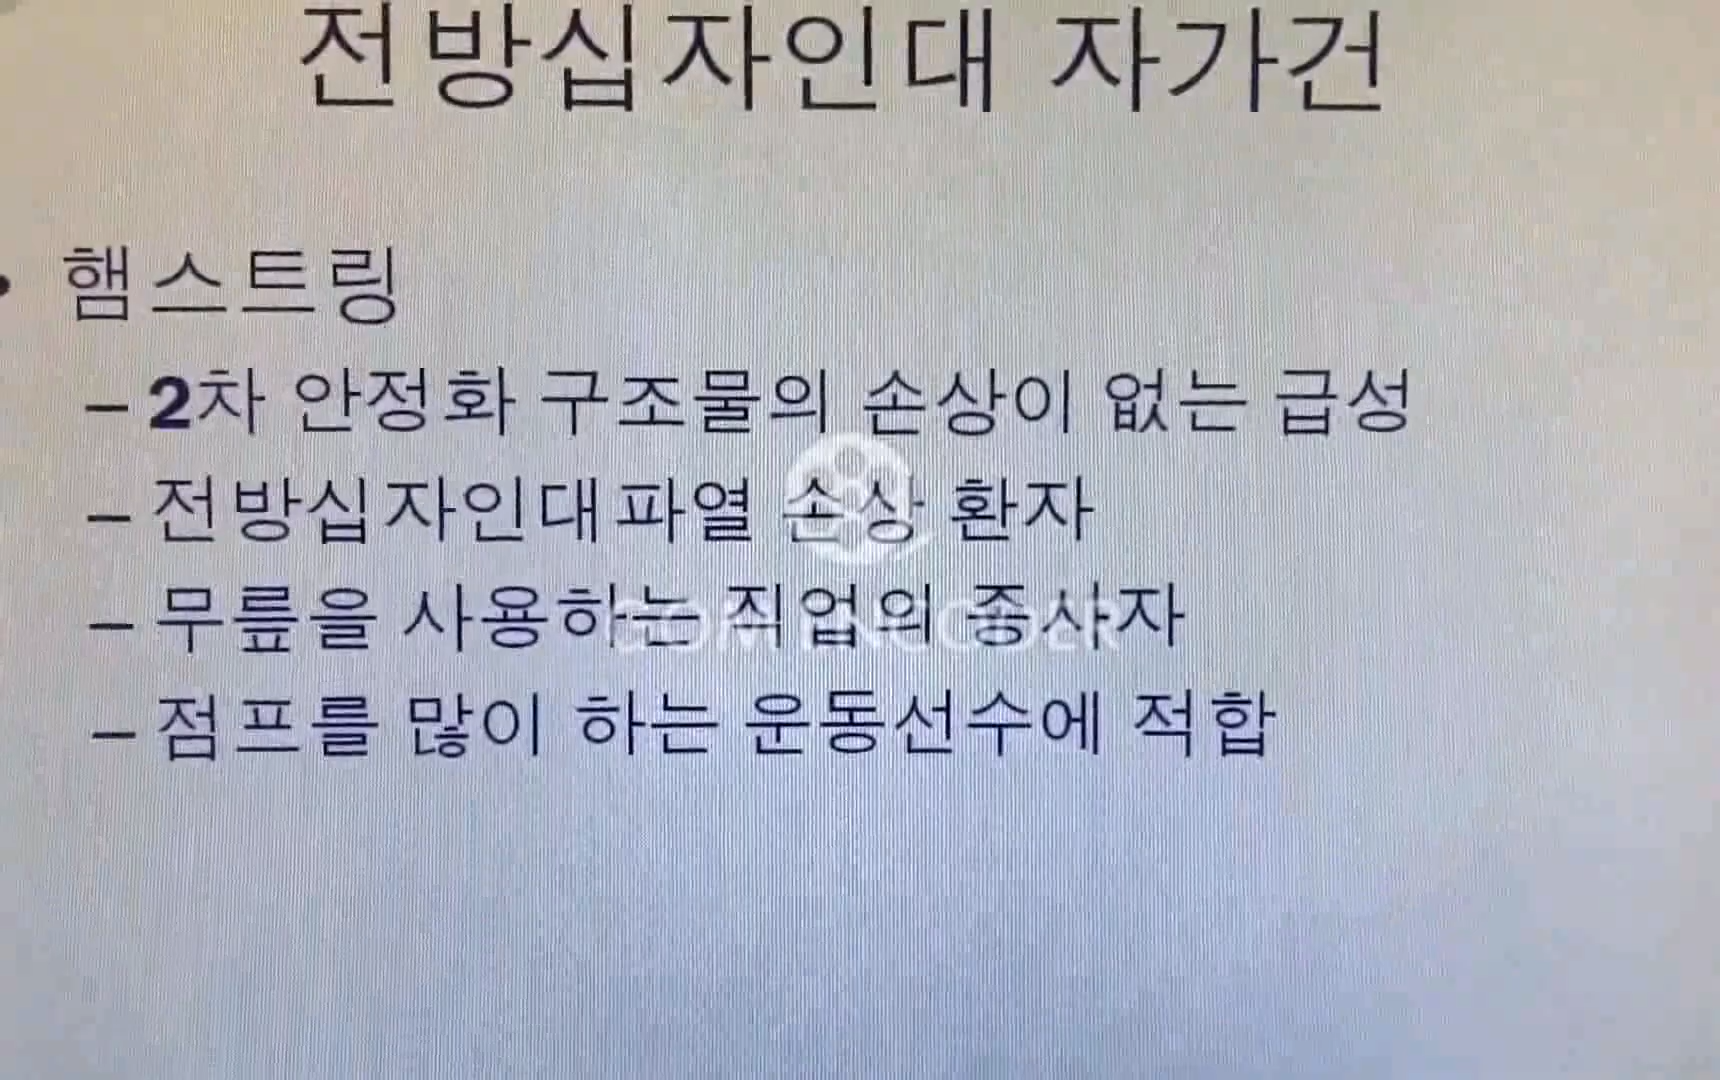 전방십자인대 자가건
• 햄스트링
– 2차 안정화 구조물의 손상이 없는 급성
– 전방십자인대파열 손상 환자
– 무릎을 사용하는 직업의 종사자
– 점프를 많이 하는 운동선수에 적합
GOM ENCODER